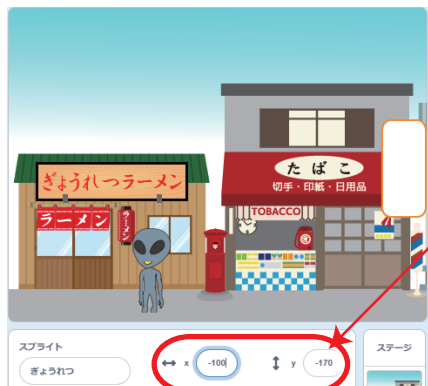 ぎょうれつラーメン
ラーメン
ラーメン
たばこ
切手・印紙・日用品
TOBACCO
スプライト
ステージ
ぎょうれつ
x -100
y -170